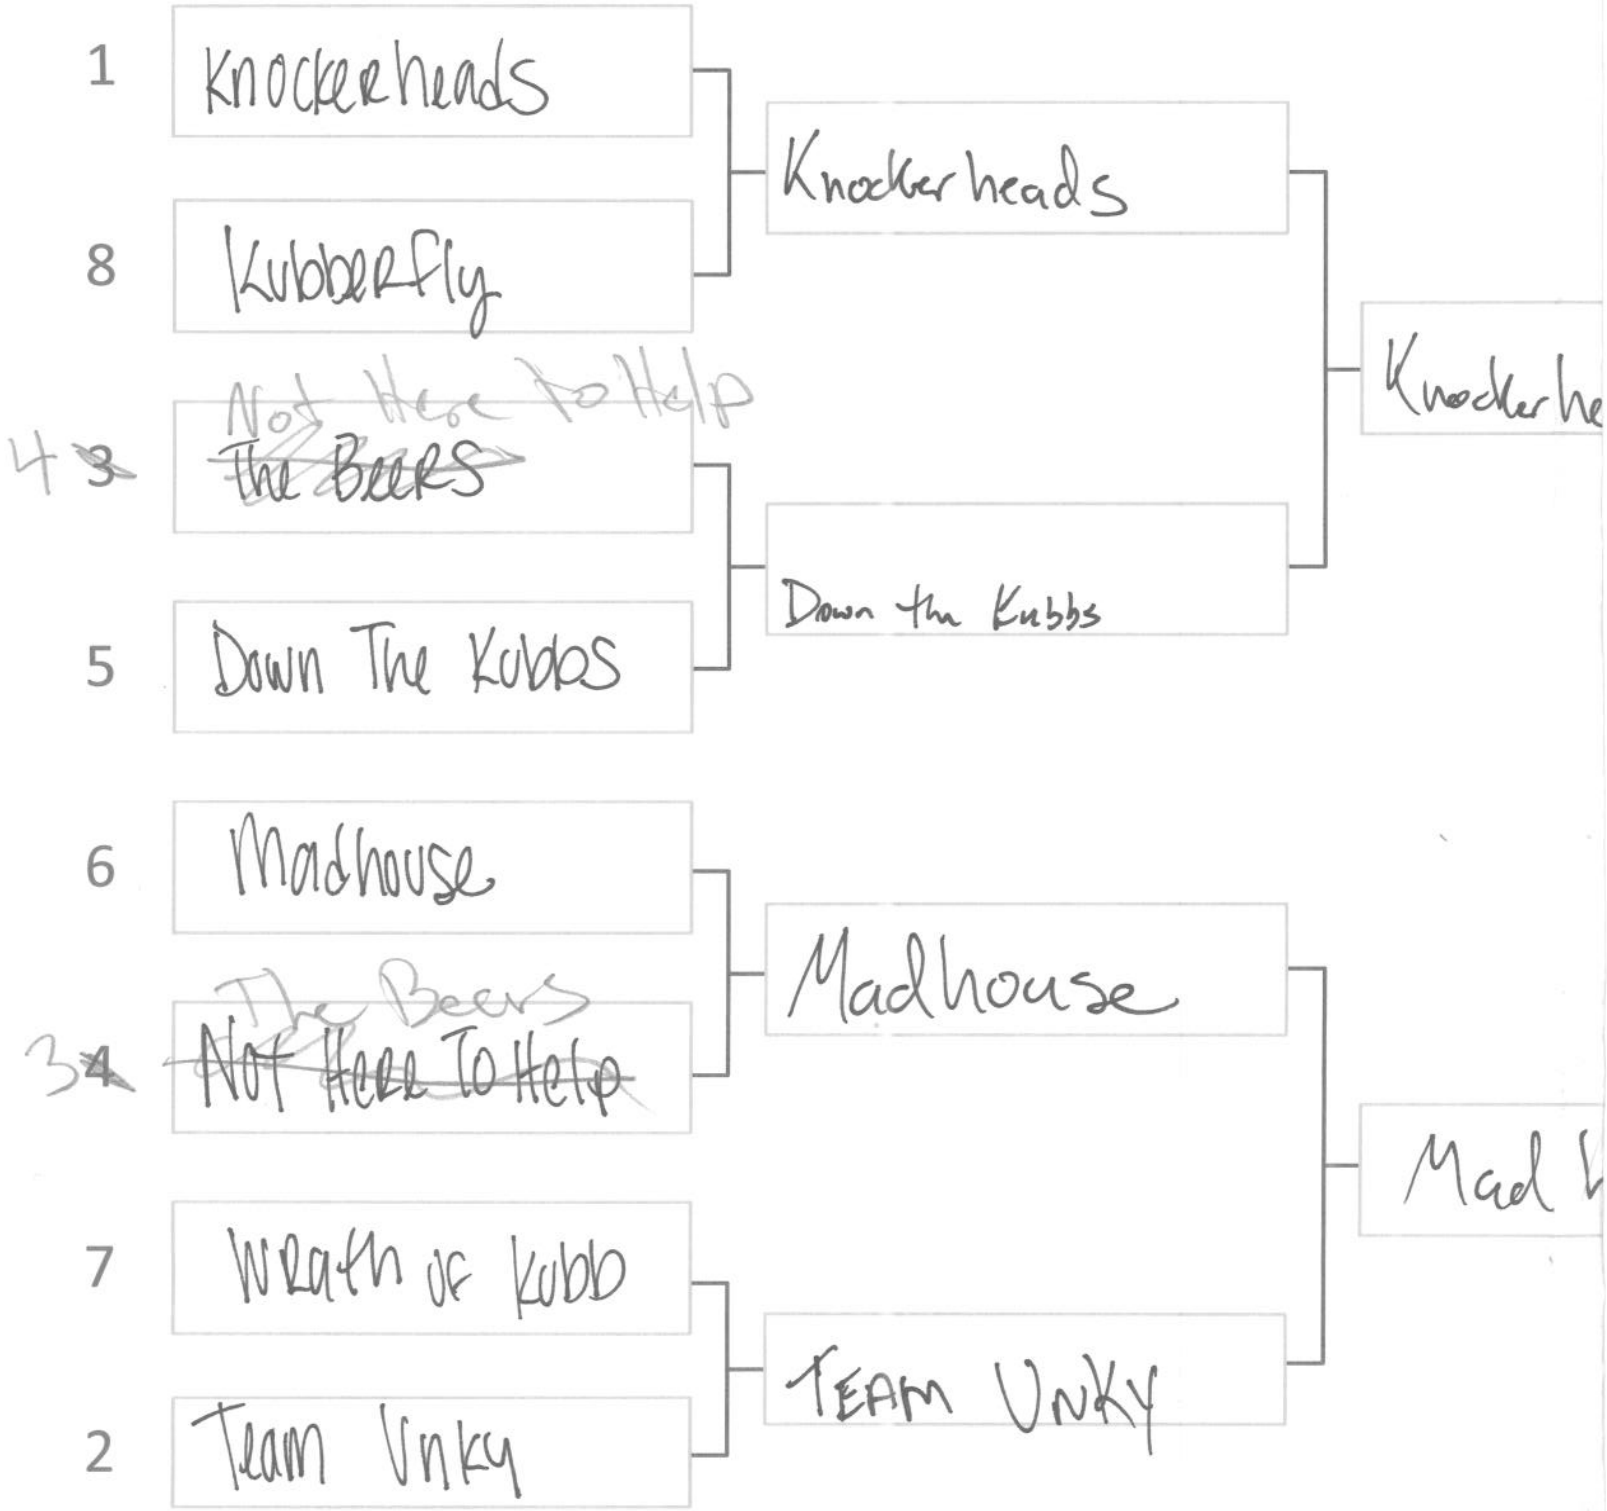 1 Knockerheads
Knockerheads
8 Kubberfly
Knockerhe
Not Here To Help
4 3 The Beers
Down the Kubbs
5 Down The Kubbs
6 Madhouse
Madhouse
The Beers
3 4 Not Here To Help
Mad
7 Wrath of Kubb
TEAM UNKY
2 Team Unky